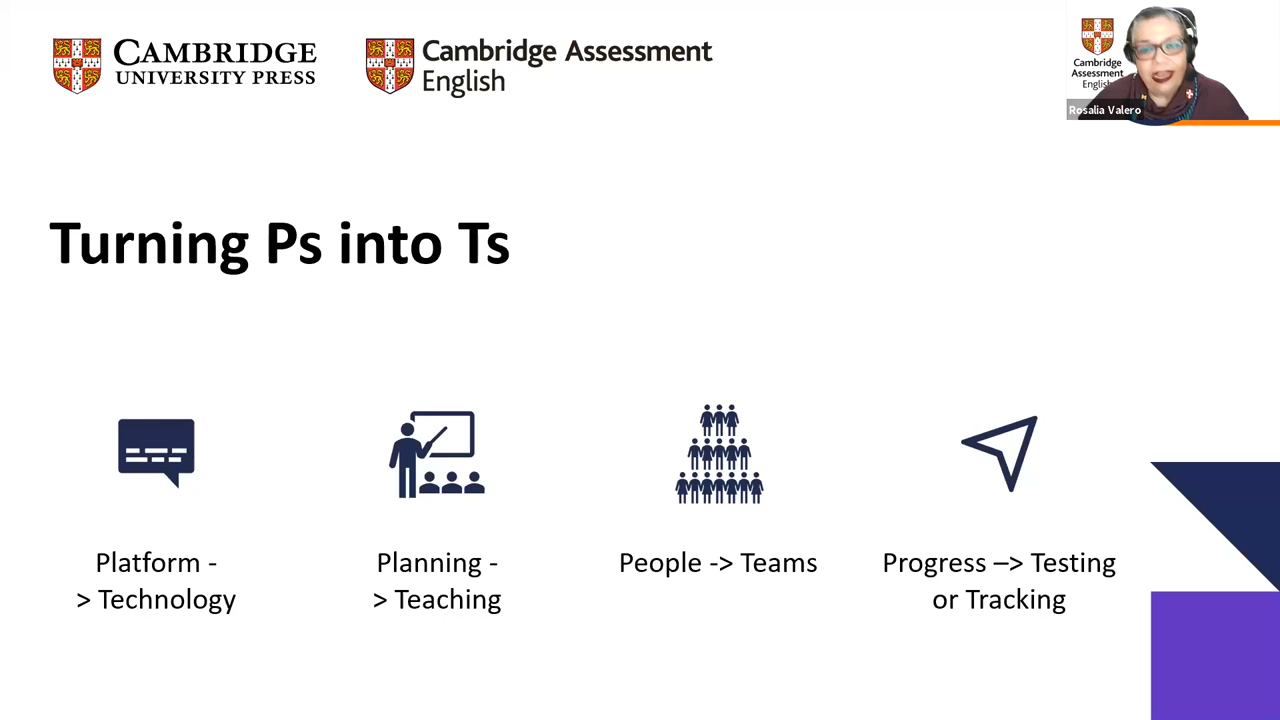 CAMBRIDGE
UNIVERSITY PRESS
Cambridge Assessment
English
Cambridge
Assessment
English
Rosalia Valero
Turning Ps into Ts
Platform -
> Technology
Planning -
> Teaching
People -> Teams
Progress –> Testing
or Tracking